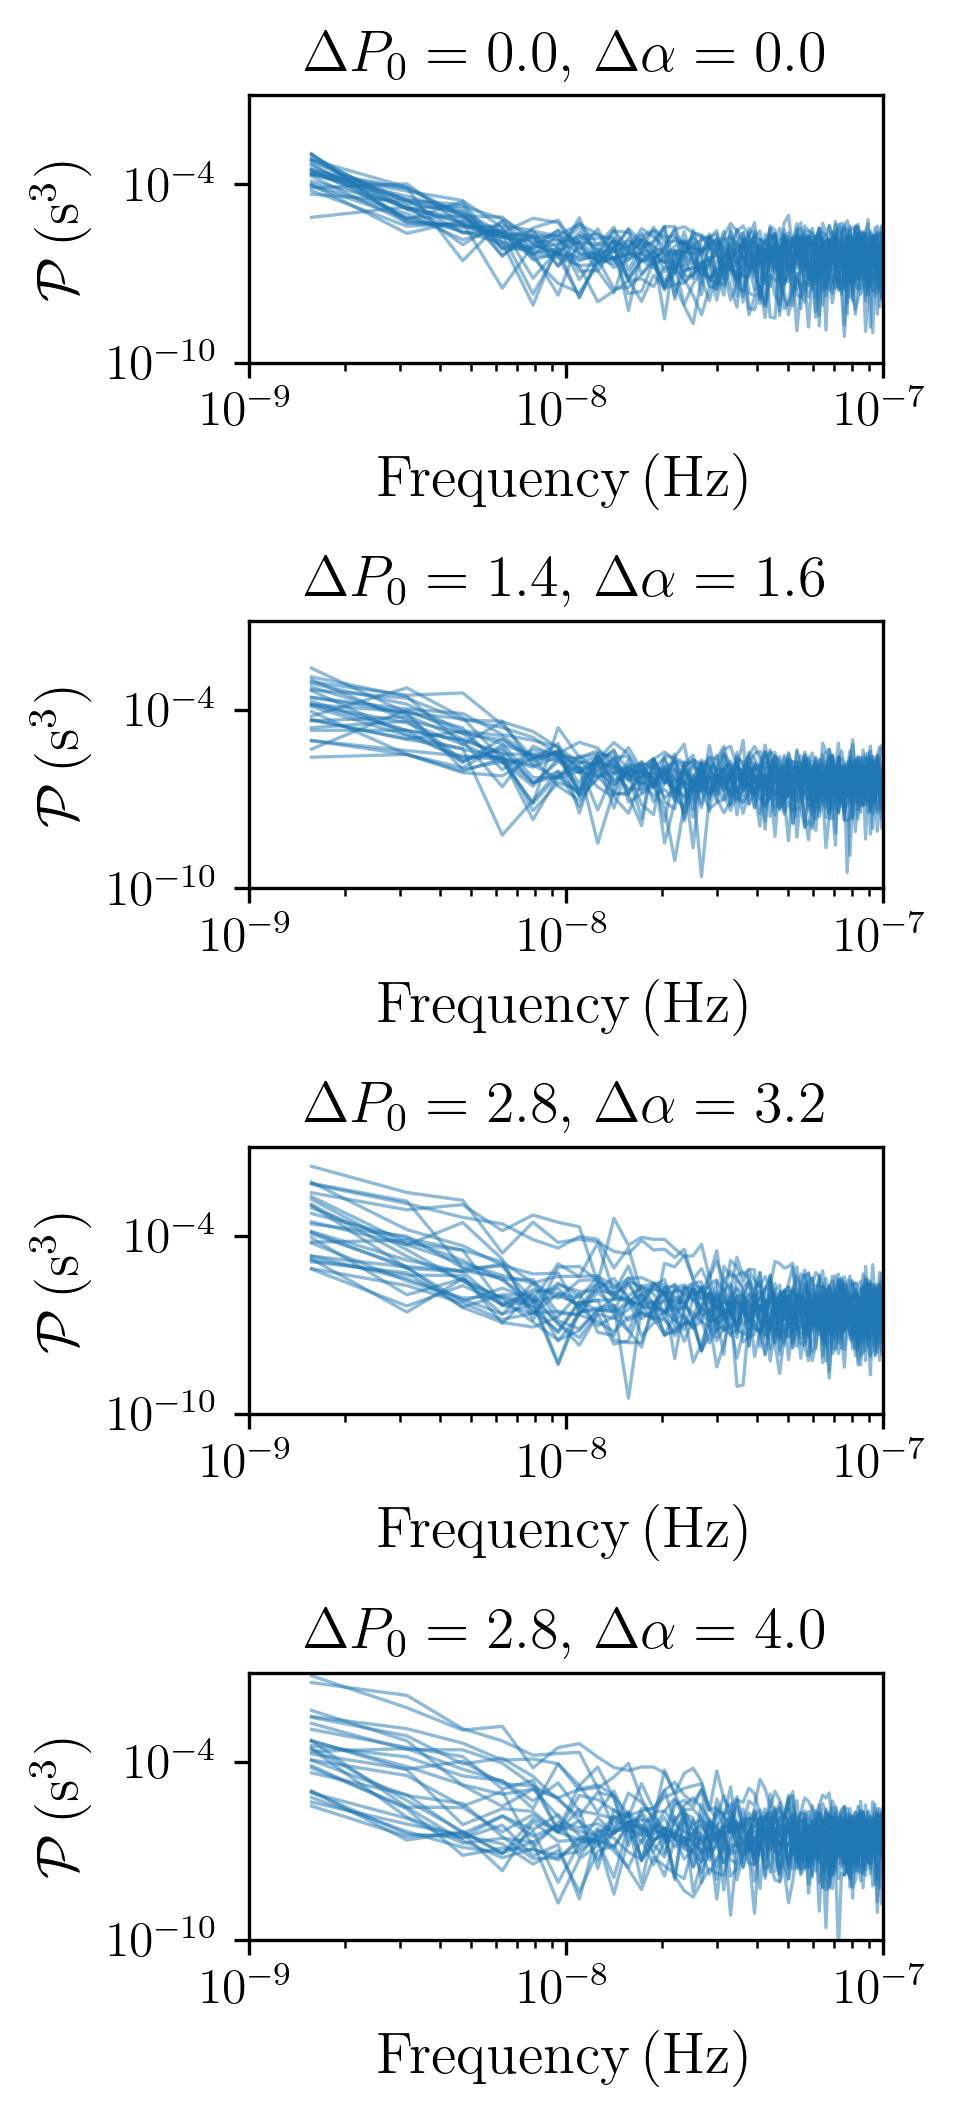 ΔP₀ = 0.0, Δα = 0.0
𝒫 (s³)
10⁻⁴
10⁻¹⁰
10⁻⁹ 10⁻⁸ 10⁻⁷
Frequency (Hz)
ΔP₀ = 1.4, Δα = 1.6
𝒫 (s³)
10⁻⁴
10⁻¹⁰
10⁻⁹ 10⁻⁸ 10⁻⁷
Frequency (Hz)
ΔP₀ = 2.8, Δα = 3.2
𝒫 (s³)
10⁻⁴
10⁻¹⁰
10⁻⁹ 10⁻⁸ 10⁻⁷
Frequency (Hz)
ΔP₀ = 2.8, Δα = 4.0
𝒫 (s³)
10⁻⁴
10⁻¹⁰
10⁻⁹ 10⁻⁸ 10⁻⁷
Frequency (Hz)